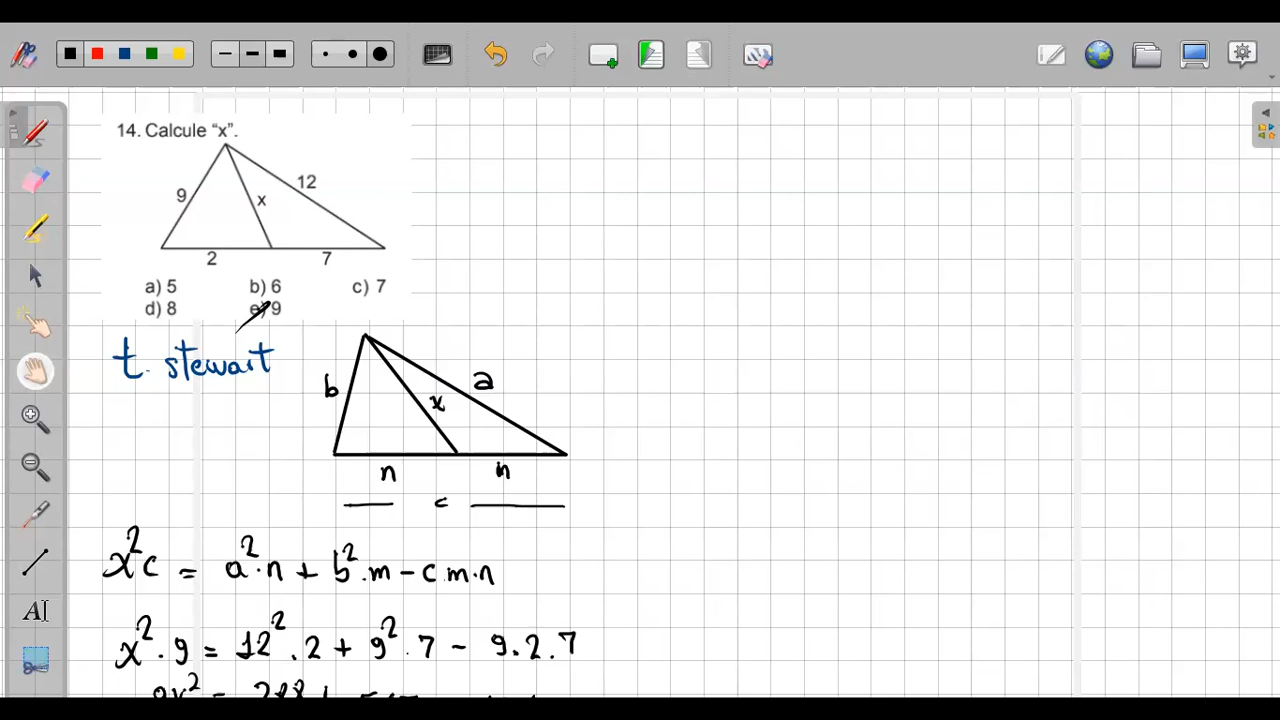 14. Calcule “x”.
12
9
x
2 7
a) 5 b) 6 c) 7
d) 8 e) 9
t. stewart
b a
x
n m
c
x²c = a²·n + b².m - c.m.n
x².9 = 12².2 + 9².7 - 9.2.7